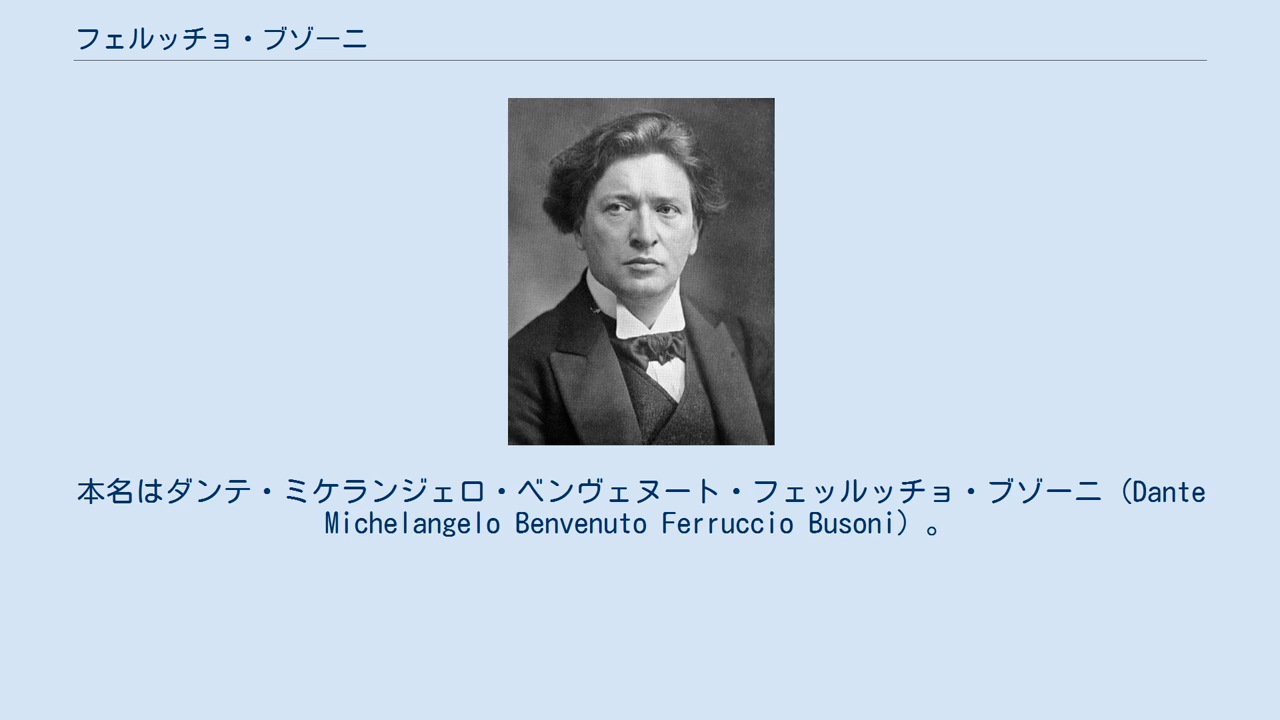 フェルッチョ・ブゾーニ
本名はダンテ・ミケランジェロ・ベンヴェヌート・フェッルッチョ・ブゾーニ（Dante
Michelangelo Benvenuto Ferruccio Busoni）。